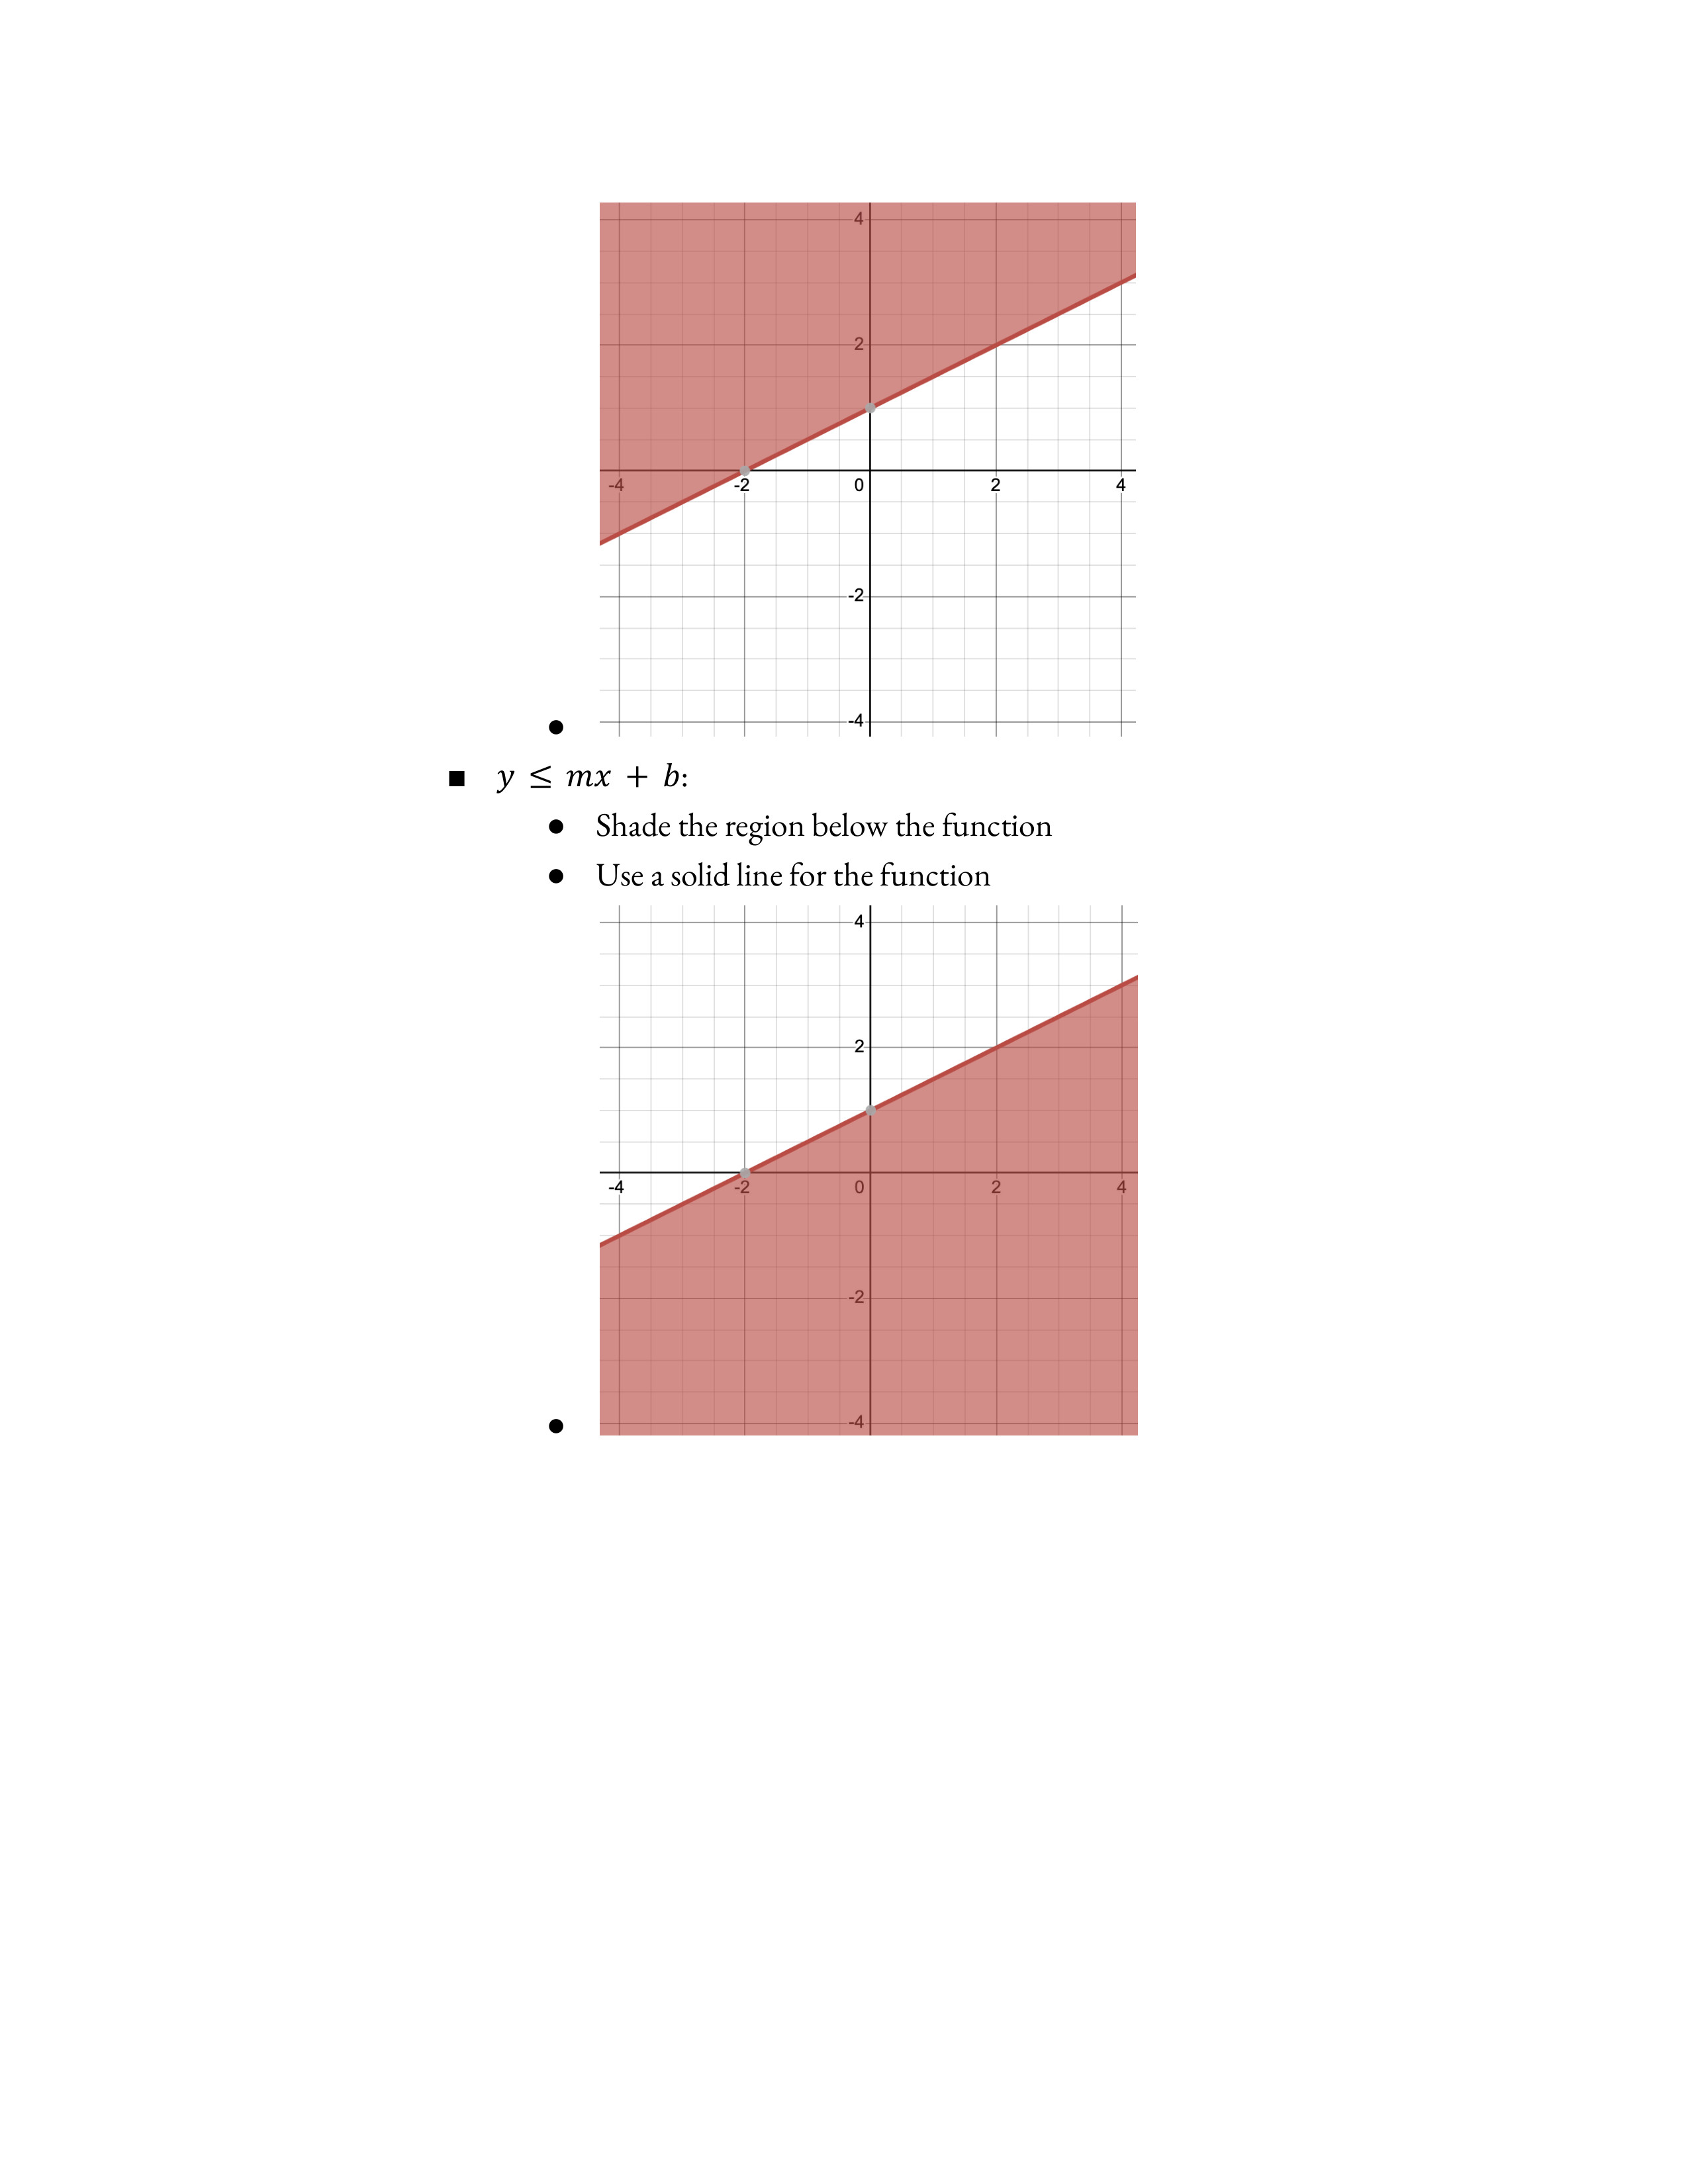 4
2
-4 -2 0 2 4
-2
-4
●
■ y ≤ mx + b:
● Shade the region below the function
● Use a solid line for the function
4
2
-4 -2 0 2 4
-2
-4
●